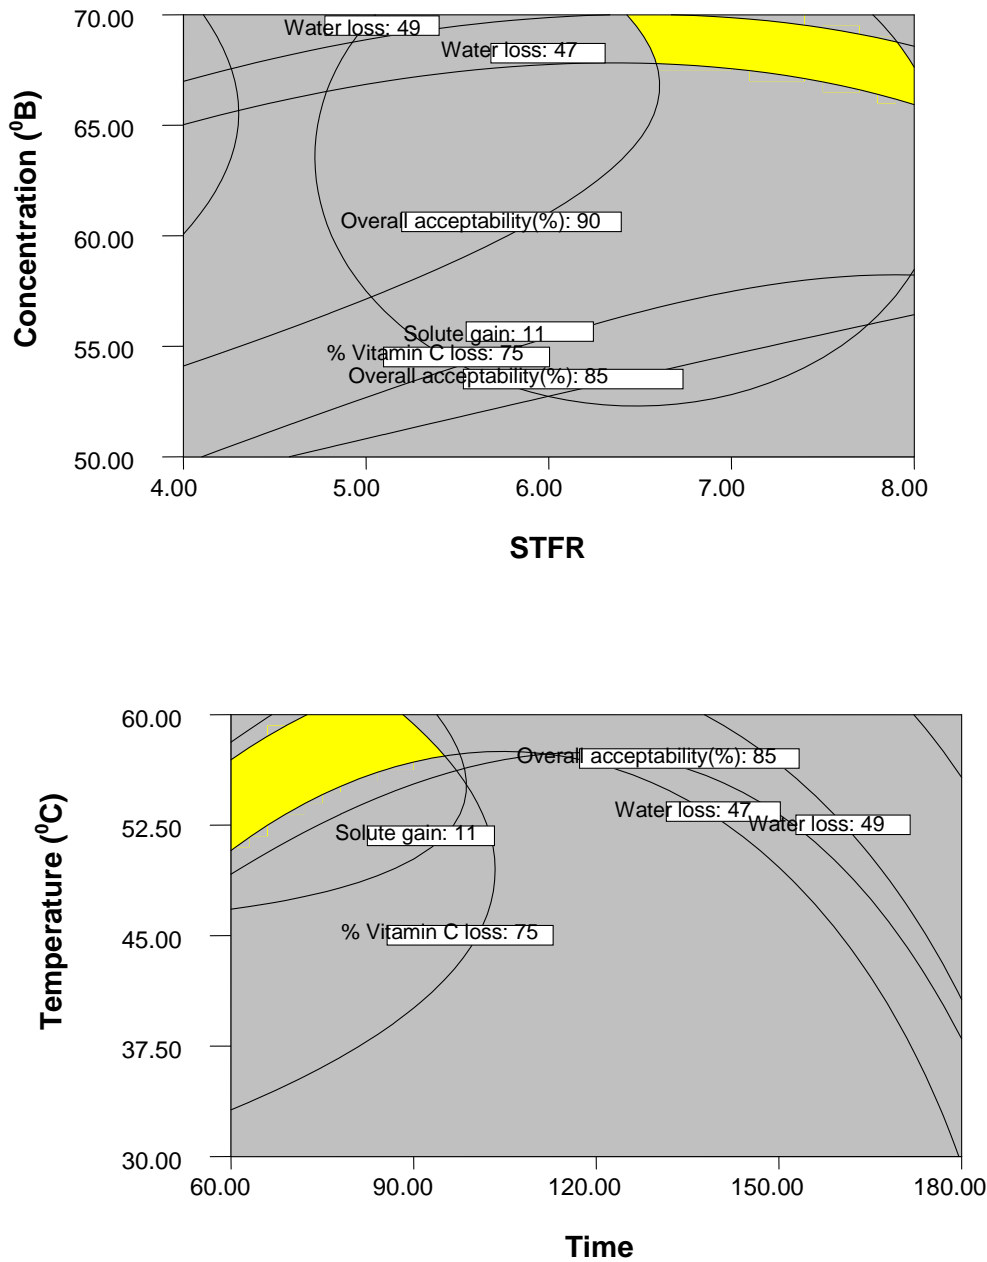 70.00
Water loss: 49
Water loss: 47
65.00
Concentration (⁰B)
60.00
Overall acceptability(%): 90
Solute gain: 11
55.00
% Vitamin C loss: 75
Overall acceptability(%): 85
50.00
4.00 5.00 6.00 7.00 8.00
STFR
60.00
Overall acceptability(%): 85
Water loss: 47
Water loss: 49
52.50
Solute gain: 11
Temperature (⁰C)
45.00
% Vitamin C loss: 75
37.50
30.00
60.00 90.00 120.00 150.00 180.00
Time